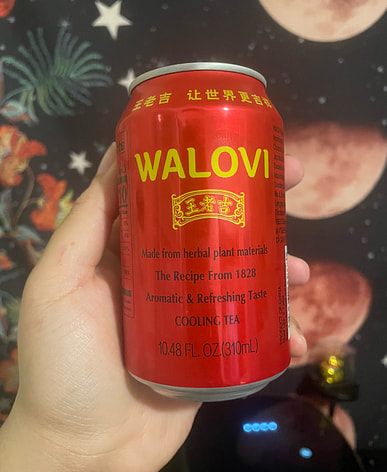 王老吉 让世界更吉祥
WALOVI
王老吉
Made from herbal plant materials
The Recipe From 1828
Aromatic & Refreshing Taste
COOLING TEA
10.48 FL. OZ.(310mL)